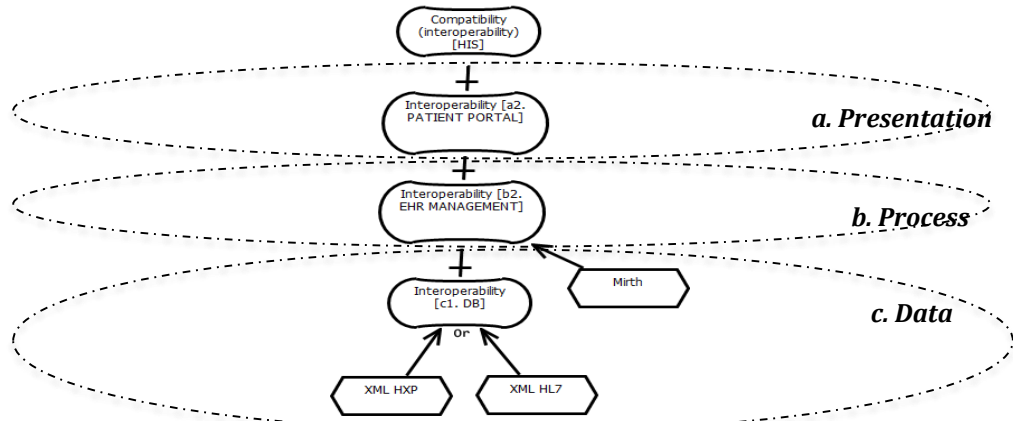 Compatibility
(interoperability)
[HIS]
Interoperability [a2.
PATIENT PORTAL]
a. Presentation
Interoperability [b2.
EHR MANAGEMENT]
b. Process
Mirth
Interoperability
[c1. DB]
c. Data
Or
XML HXP
XML HL7